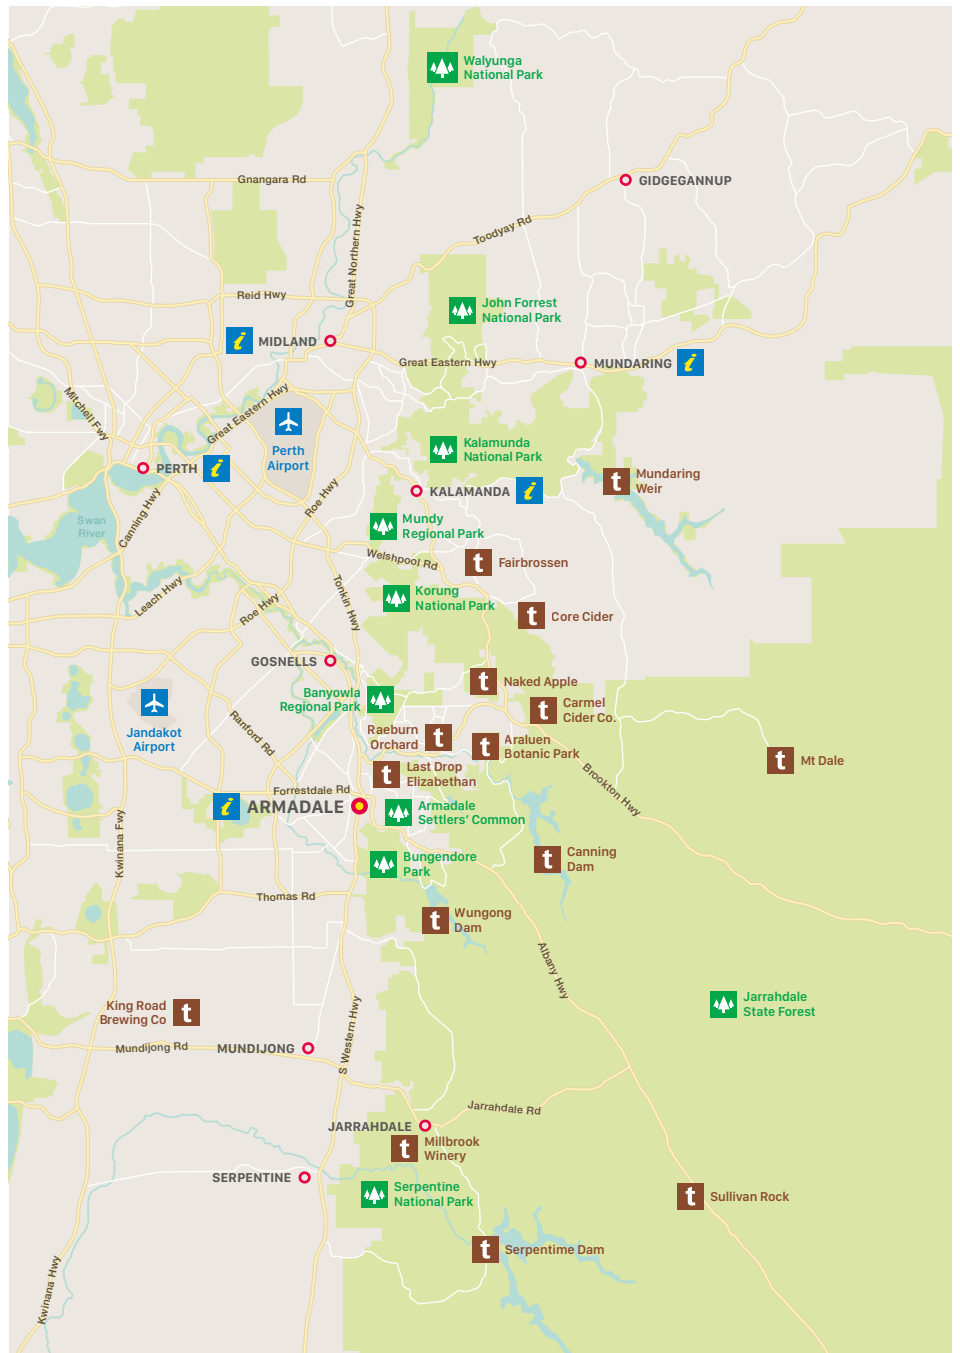 Walyunga
National Park
Gnangara Rd
GIDGEGANNUP
Great Northern Hwy
Toodyay Rd
Reid Hwy
John Forrest
National Park
i
MIDLAND
Great Eastern Hwy
MUNDARING
i
Mitchell Fwy
Great Eastern Hwy
Perth
Airport
Kalamunda
National Park
PERTH
i
Roe Hwy
KALAMANDA
i
t
Mundaring
Weir
Canning Hwy
Swan
River
Mundy
Regional Park
Welshpool Rd
t
Fairbrossen
Leach Hwy
Roe Hwy
Tonkin Hwy
Korung
National Park
t
Core Cider
GOSNELLS
Banyowla
Regional Park
t
Naked Apple
t
Carmel
Cider Co.
Jandakot
Airport
Ranford Rd
Raeburn
Orchard
t
t
Araluen
Botanic Park
t
Mt Dale
t
Last Drop
Elizabethan
Brookton Hwy
Forrestdale Rd
i
ARMADALE
Armadale
Settlers' Common
Kwinana Fwy
Bungendore
Park
t
Canning
Dam
Thomas Rd
t
Wungong
Dam
Albany Hwy
King Road
Brewing Co
t
Jarrahdale
State Forest
S Western Hwy
Mundijong Rd
MUNDIJONG
Jarrahdale Rd
JARRAHDALE
t
Millbrook
Winery
SERPENTINE
Serpentine
National Park
t
Sullivan Rock
t
Serpentime Dam
Kwinana Hwy